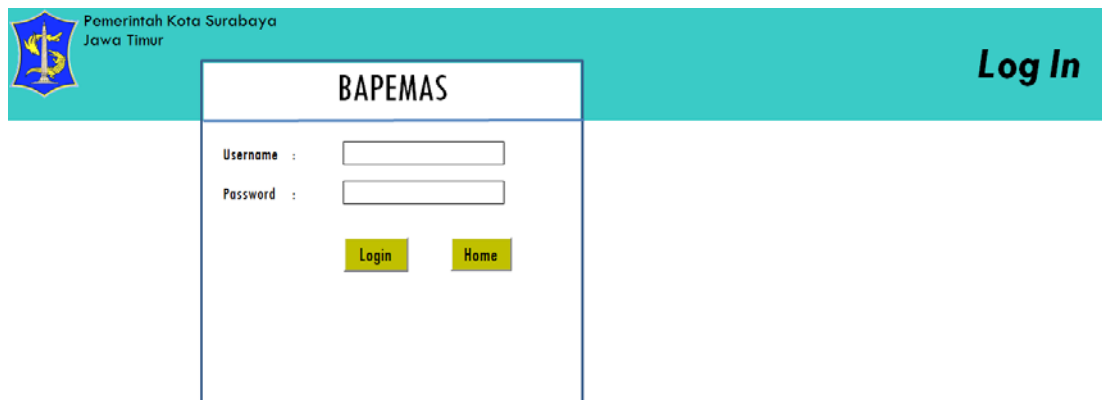 Pemerintah Kota Surabaya
Jawa Timur
Log In
BAPEMAS
Username :
Password :
Login Home